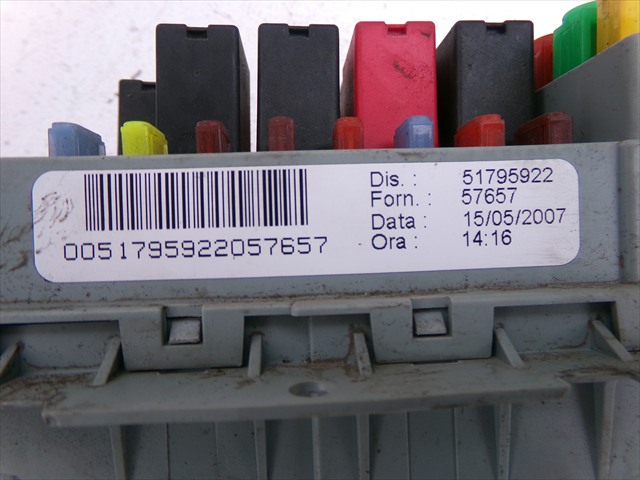 Dis. : 51795922
Forn. : 57657
Data : 15/05/2007
Ora : 14:16
0051795922057657